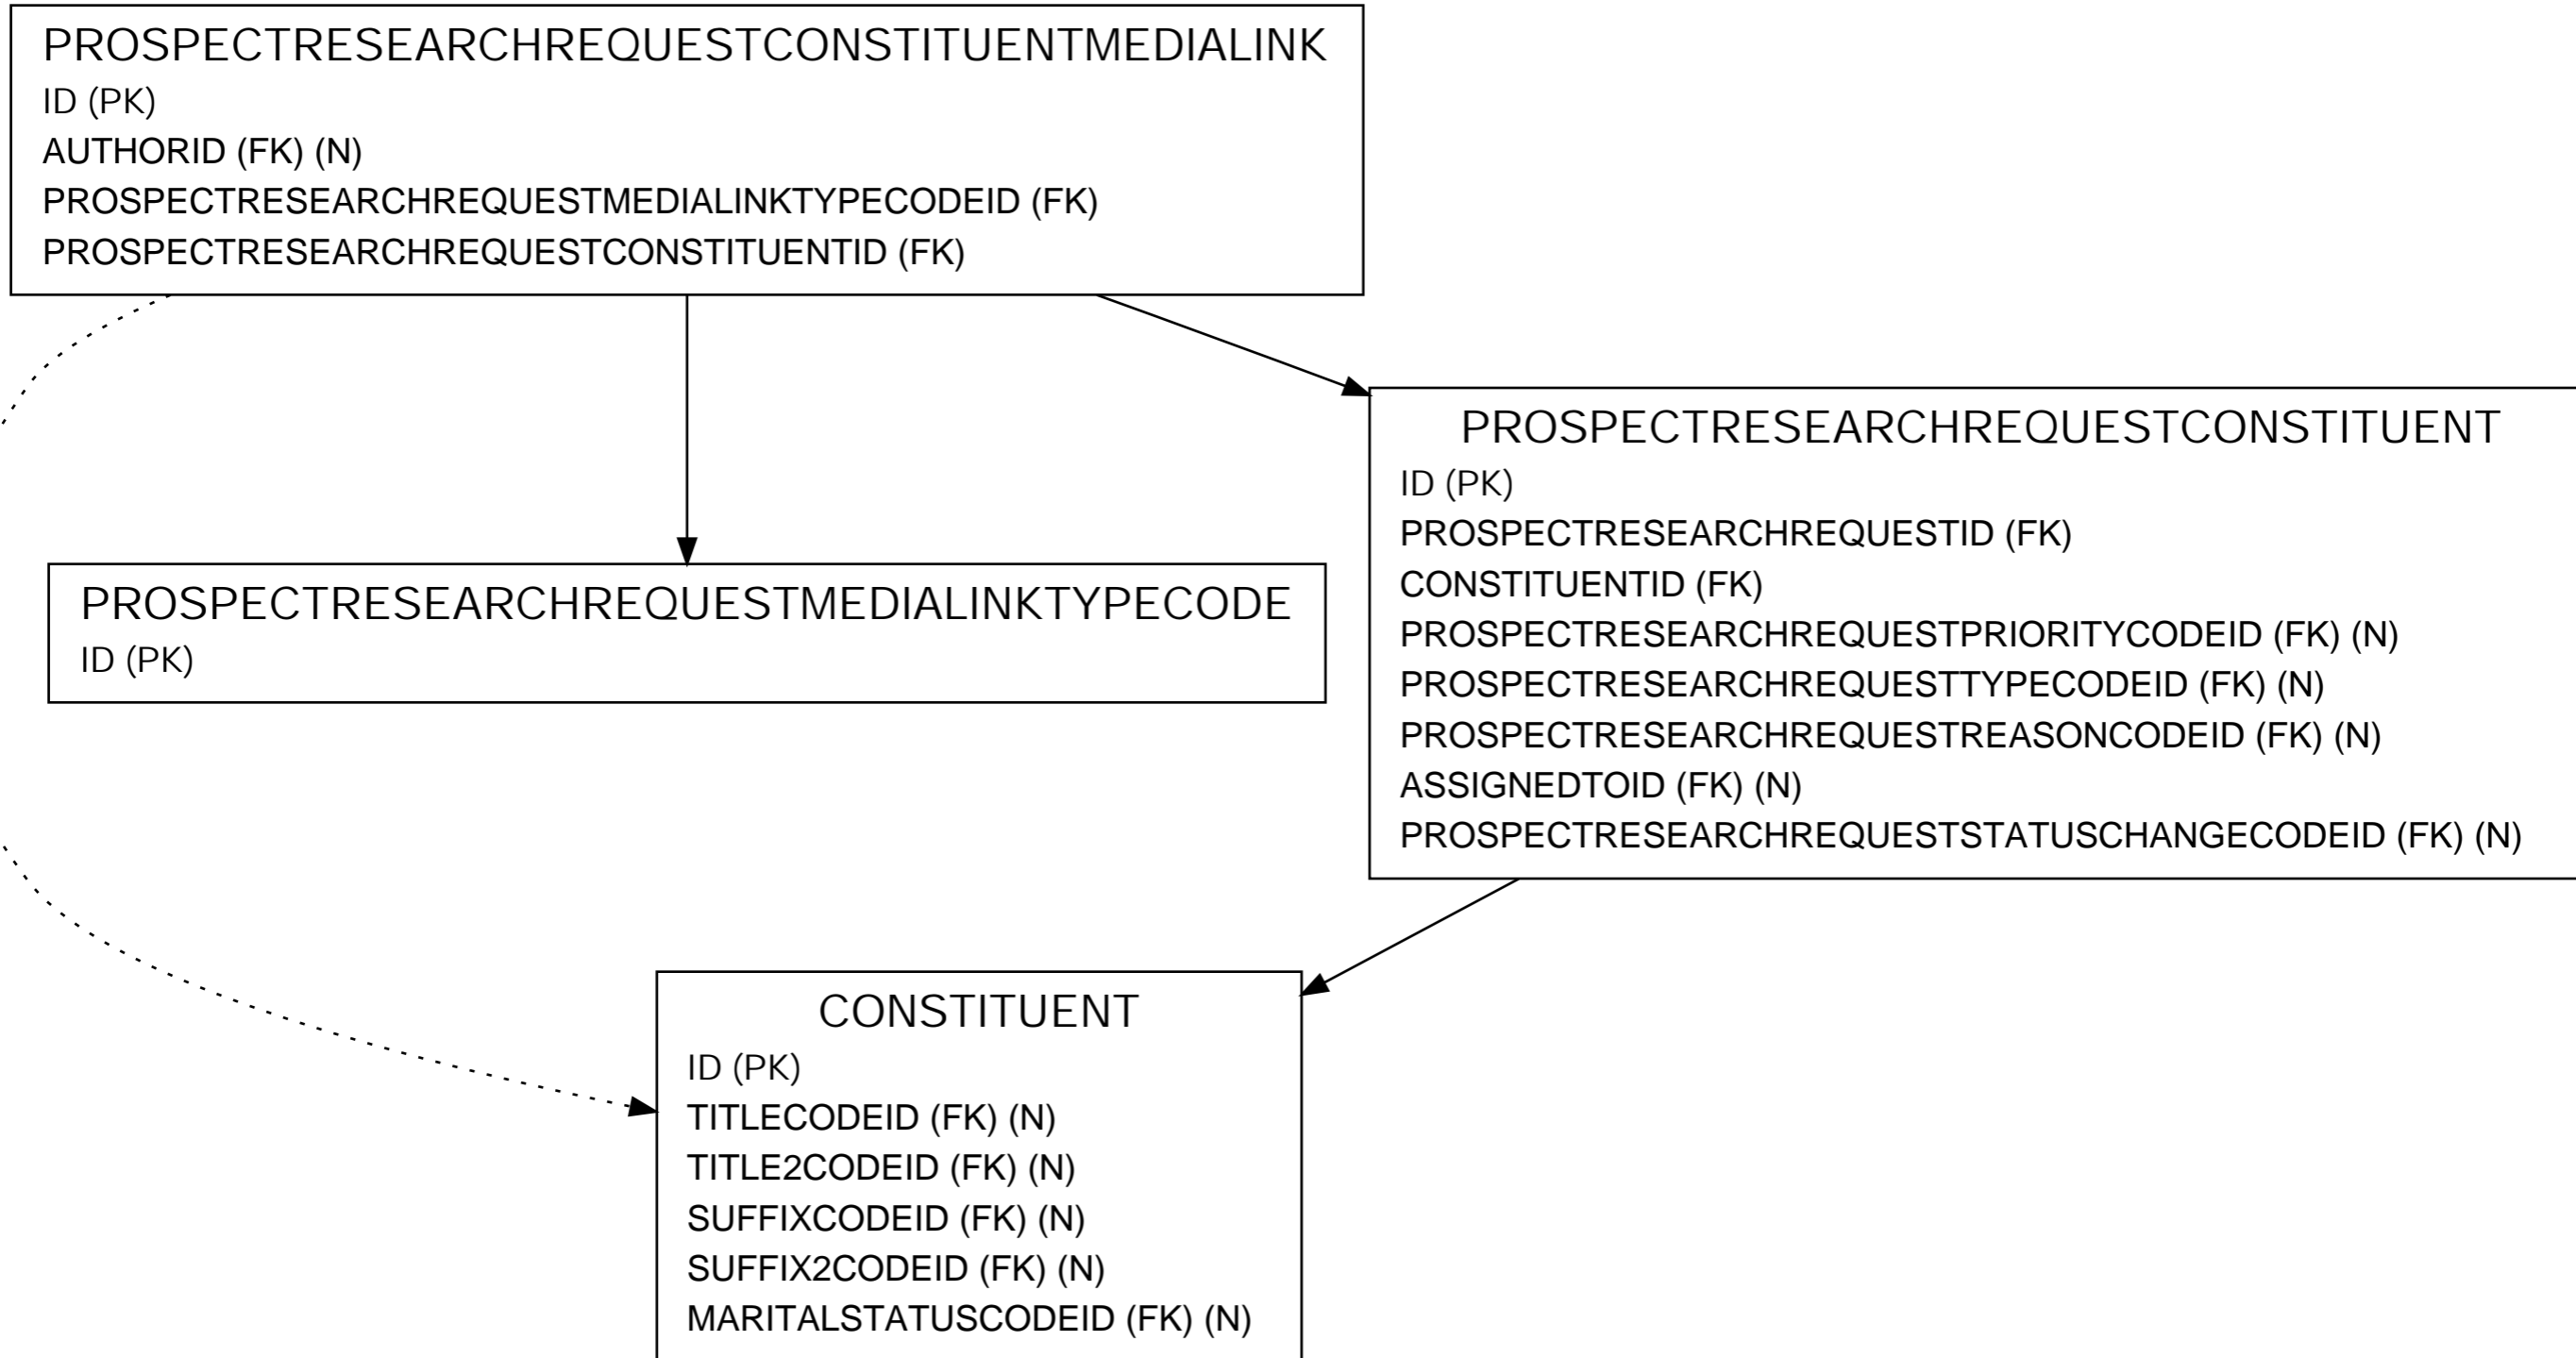 PROSPECTRESEARCHREQUESTCONSTITUENTMEDIALINK
ID (PK)
AUTHORID (FK) (N)
PROSPECTRESEARCHREQUESTMEDIALINKTYPECODEID (FK)
PROSPECTRESEARCHREQUESTCONSTITUENTID (FK)
PROSPECTRESEARCHREQUESTMEDIALINKTYPECODE
ID (PK)
PROSPECTRESEARCHREQUESTCONSTITUENT
ID (PK)
PROSPECTRESEARCHREQUESTID (FK)
CONSTITUENTID (FK)
PROSPECTRESEARCHREQUESTPRIORITYCODEID (FK) (N)
PROSPECTRESEARCHREQUESTTYPECODEID (FK) (N)
PROSPECTRESEARCHREQUESTREASONCODEID (FK) (N)
ASSIGNEDTOID (FK) (N)
PROSPECTRESEARCHREQUESTSTATUSCHANGECODEID (FK) (N)
CONSTITUENT
ID (PK)
TITLECODEID (FK) (N)
TITLE2CODEID (FK) (N)
SUFFIXCODEID (FK) (N)
SUFFIX2CODEID (FK) (N)
MARITALSTATUSCODEID (FK) (N)